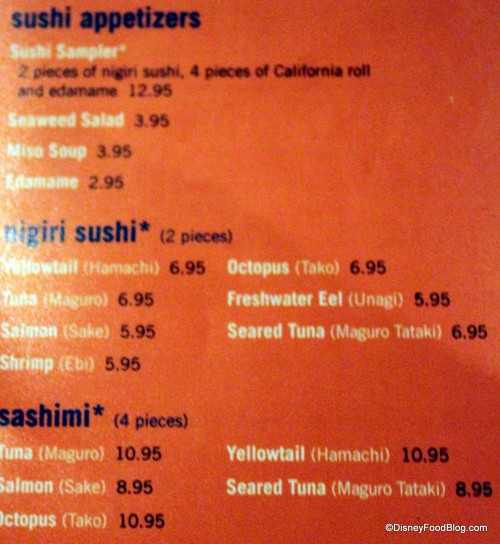 sushi appetizers
Sushi Sampler*
2 pieces of nigiri sushi, 4 pieces of California roll
and edamame 12.95
Seaweed Salad 3.95
Miso Soup 3.95
Edamame 2.95
nigiri sushi* (2 pieces)
Yellowtail (Hamachi) 6.95 Octopus (Tako) 6.95
Tuna (Maguro) 6.95 Freshwater Eel (Unagi) 5.95
Salmon (Sake) 5.95 Seared Tuna (Maguro Tataki) 6.95
Shrimp (Ebi) 5.95
sashimi* (4 pieces)
Tuna (Maguro) 10.95 Yellowtail (Hamachi) 10.95
Salmon (Sake) 8.95 Seared Tuna (Maguro Tataki) 8.95
Octopus (Tako) 10.95
©DisneyFoodBlog.com